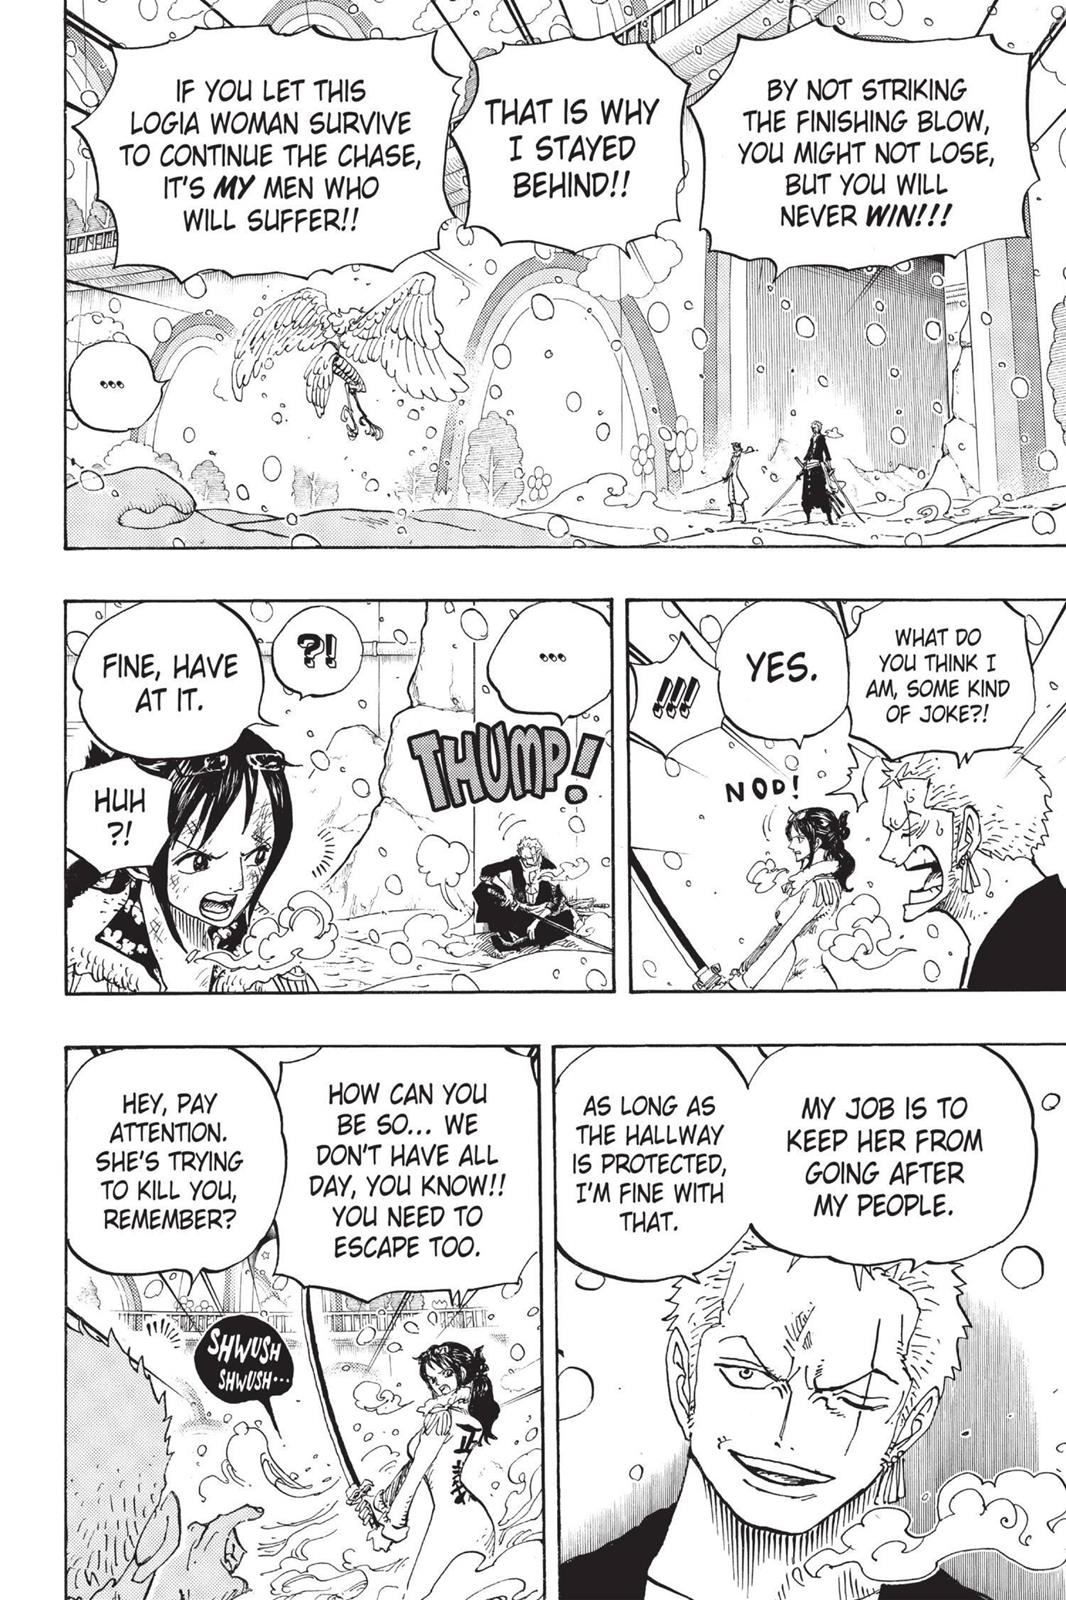 BY NOT STRIKING
THE FINISHING BLOW,
YOU MIGHT NOT LOSE,
BUT YOU WILL
NEVER WIN!!!
THAT IS WHY
I STAYED
BEHIND!!
IF YOU LET THIS
LOGIA WOMAN SURVIVE
TO CONTINUE THE CHASE,
IT'S MY MEN WHO
WILL SUFFER!!
....
WHAT DO
YOU THINK I
AM, SOME KIND
OF JOKE?!
YES.
!!!
NOD!
...
THUMP!
?!
FINE, HAVE
AT IT.
HUH
?!
MY JOB IS TO
KEEP HER FROM
GOING AFTER
MY PEOPLE.
AS LONG AS
THE HALLWAY
IS PROTECTED,
I'M FINE WITH
THAT.
HOW CAN YOU
BE SO... WE
DON'T HAVE ALL
DAY, YOU KNOW!!
YOU NEED TO
ESCAPE TOO.
HEY, PAY
ATTENTION.
SHE'S TRYING
TO KILL YOU,
REMEMBER?
SHWUSH
SHWUSH...